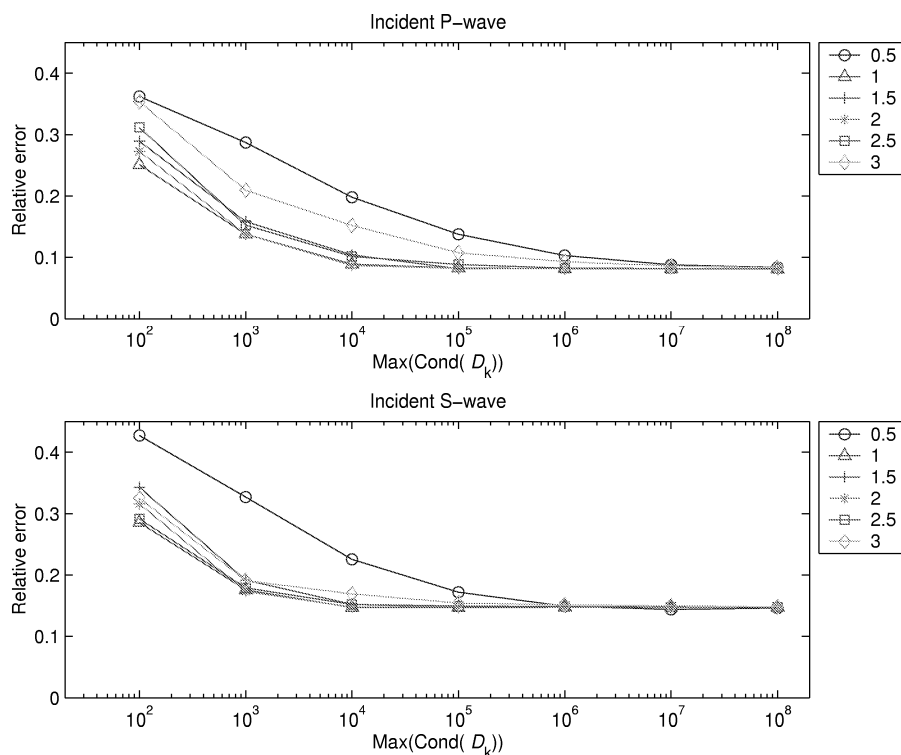 Incident P−wave
Relative error
0.4
0.3
0.2
0.1
0
10^2 10^3 10^4 10^5 10^6 10^7 10^8
Max(Cond( D_k))
0.5
1
1.5
2
2.5
3
Incident S−wave
Relative error
0.4
0.3
0.2
0.1
0
10^2 10^3 10^4 10^5 10^6 10^7 10^8
Max(Cond( D_k))
0.5
1
1.5
2
2.5
3